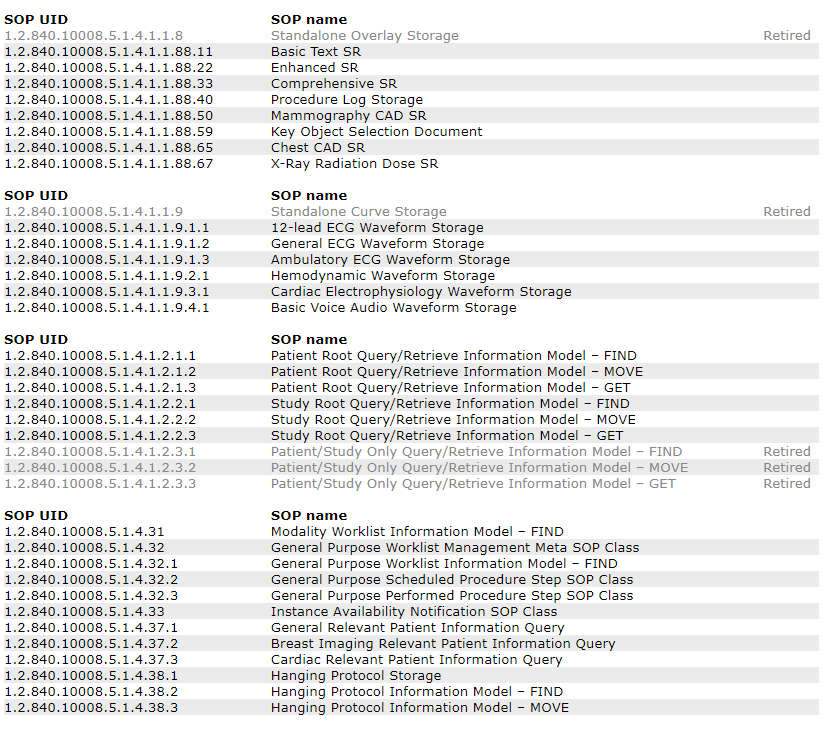 SOP UID SOP name
1.2.840.10008.5.1.4.1.1.8 Standalone Overlay Storage Retired
1.2.840.10008.5.1.4.1.1.88.11 Basic Text SR
1.2.840.10008.5.1.4.1.1.88.22 Enhanced SR
1.2.840.10008.5.1.4.1.1.88.33 Comprehensive SR
1.2.840.10008.5.1.4.1.1.88.40 Procedure Log Storage
1.2.840.10008.5.1.4.1.1.88.50 Mammography CAD SR
1.2.840.10008.5.1.4.1.1.88.59 Key Object Selection Document
1.2.840.10008.5.1.4.1.1.88.65 Chest CAD SR
1.2.840.10008.5.1.4.1.1.88.67 X-Ray Radiation Dose SR
SOP UID SOP name
1.2.840.10008.5.1.4.1.1.9 Standalone Curve Storage Retired
1.2.840.10008.5.1.4.1.1.9.1.1 12-lead ECG Waveform Storage
1.2.840.10008.5.1.4.1.1.9.1.2 General ECG Waveform Storage
1.2.840.10008.5.1.4.1.1.9.1.3 Ambulatory ECG Waveform Storage
1.2.840.10008.5.1.4.1.1.9.2.1 Hemodynamic Waveform Storage
1.2.840.10008.5.1.4.1.1.9.3.1 Cardiac Electrophysiology Waveform Storage
1.2.840.10008.5.1.4.1.1.9.4.1 Basic Voice Audio Waveform Storage
SOP UID SOP name
1.2.840.10008.5.1.4.1.2.1.1 Patient Root Query/Retrieve Information Model – FIND
1.2.840.10008.5.1.4.1.2.1.2 Patient Root Query/Retrieve Information Model – MOVE
1.2.840.10008.5.1.4.1.2.1.3 Patient Root Query/Retrieve Information Model – GET
1.2.840.10008.5.1.4.1.2.2.1 Study Root Query/Retrieve Information Model – FIND
1.2.840.10008.5.1.4.1.2.2.2 Study Root Query/Retrieve Information Model – MOVE
1.2.840.10008.5.1.4.1.2.2.3 Study Root Query/Retrieve Information Model – GET
1.2.840.10008.5.1.4.1.2.3.1 Patient/Study Only Query/Retrieve Information Model – FIND Retired
1.2.840.10008.5.1.4.1.2.3.2 Patient/Study Only Query/Retrieve Information Model – MOVE Retired
1.2.840.10008.5.1.4.1.2.3.3 Patient/Study Only Query/Retrieve Information Model – GET Retired
SOP UID SOP name
1.2.840.10008.5.1.4.31 Modality Worklist Information Model – FIND
1.2.840.10008.5.1.4.32 General Purpose Worklist Management Meta SOP Class
1.2.840.10008.5.1.4.32.1 General Purpose Worklist Information Model – FIND
1.2.840.10008.5.1.4.32.2 General Purpose Scheduled Procedure Step SOP Class
1.2.840.10008.5.1.4.32.3 General Purpose Performed Procedure Step SOP Class
1.2.840.10008.5.1.4.33 Instance Availability Notification SOP Class
1.2.840.10008.5.1.4.37.1 General Relevant Patient Information Query
1.2.840.10008.5.1.4.37.2 Breast Imaging Relevant Patient Information Query
1.2.840.10008.5.1.4.37.3 Cardiac Relevant Patient Information Query
1.2.840.10008.5.1.4.38.1 Hanging Protocol Storage
1.2.840.10008.5.1.4.38.2 Hanging Protocol Information Model – FIND
1.2.840.10008.5.1.4.38.3 Hanging Protocol Information Model – MOVE